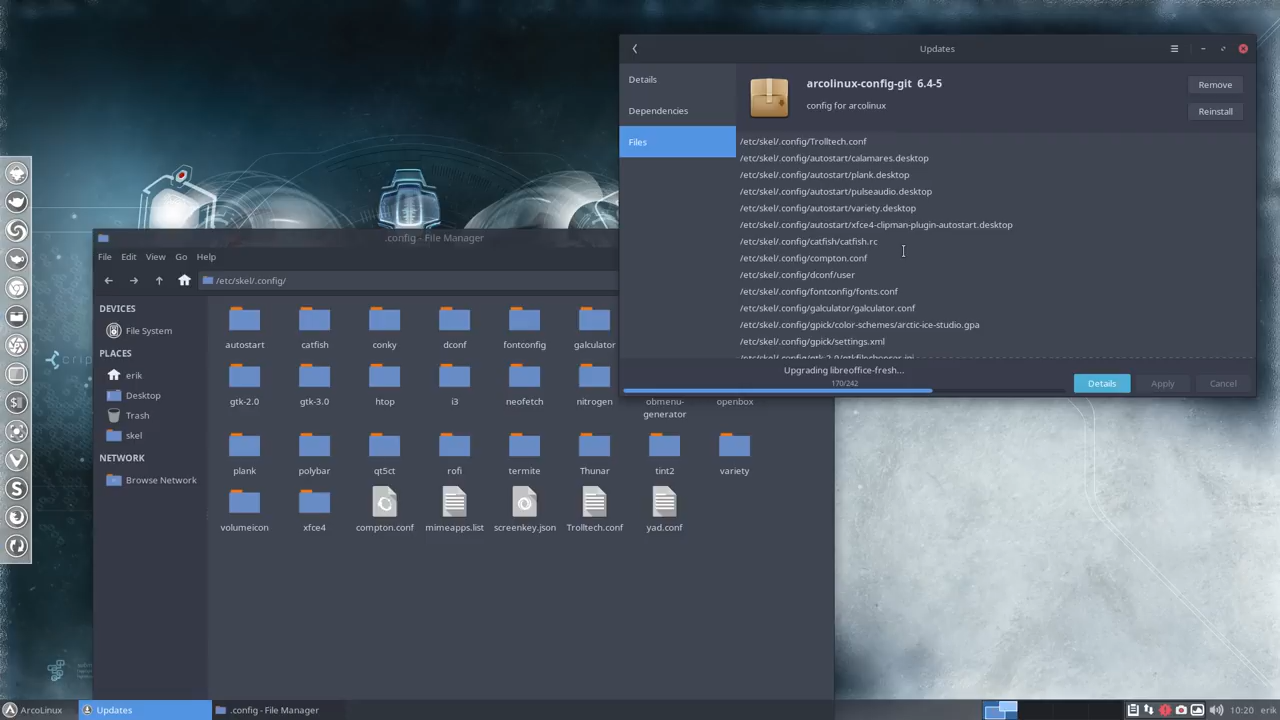 Updates
Details
Dependencies
Files
arcolinux-config-git 6.4-5
config for arcolinux
Remove
Reinstall
/etc/skel/.config/Trolltech.conf
/etc/skel/.config/autostart/calamares.desktop
/etc/skel/.config/autostart/plank.desktop
/etc/skel/.config/autostart/pulseaudio.desktop
/etc/skel/.config/autostart/variety.desktop
/etc/skel/.config/autostart/xfce4-clipman-plugin-autostart.desktop
/etc/skel/.config/catfish/catfish.rc
/etc/skel/.config/compton.conf
/etc/skel/.config/dconf/user
/etc/skel/.config/fontconfig/fonts.conf
/etc/skel/.config/galculator/galculator.conf
/etc/skel/.config/gpick/color-schemes/arctic-ice-studio.gpa
/etc/skel/.config/gpick/settings.xml
Upgrading libreoffice-fresh...
170/242
Details
Apply
Cancel
.config - File Manager
File Edit View Go Help
/etc/skel/.config/
DEVICES
File System
PLACES
erik
Desktop
Trash
skel
NETWORK
Browse Network
autostart catfish conky dconf fontconfig galculator
gtk-2.0 gtk-3.0 htop i3 neofetch nitrogen obmenu-generator openbox
plank polybar qt5ct rofi termite Thunar tint2 variety
volumeicon xfce4 compton.conf mimeapps.list screenkey.json Trolltech.conf yad.conf
ArcoLinux Updates .config - File Manager 10:20 erik